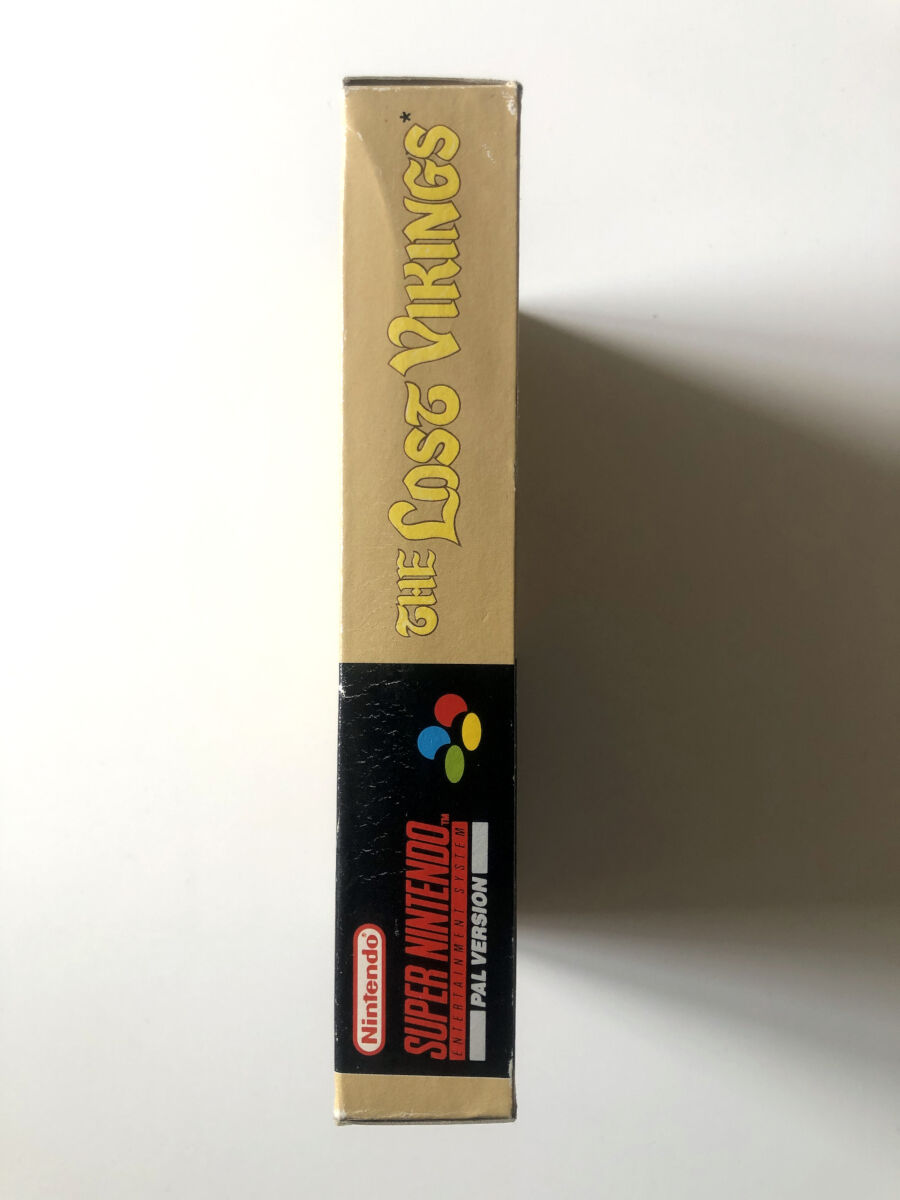 Nintendo®
SUPER NINTENDO™
ENTERTAINMENT SYSTEM
PAL VERSION
THE LOST VIKINGS*